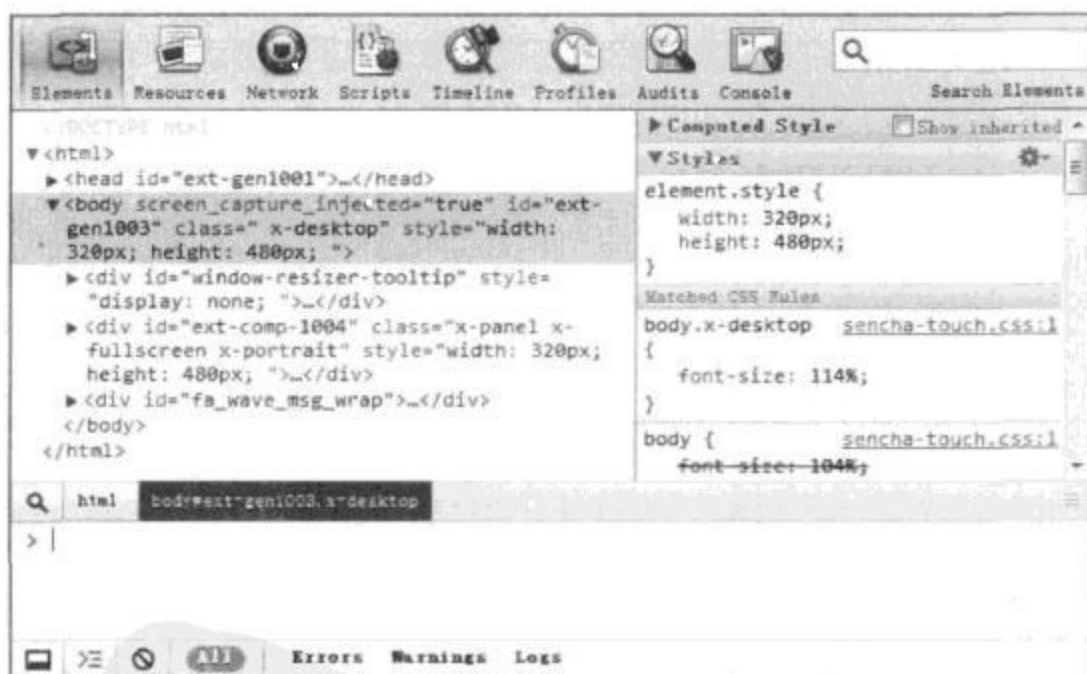 Elements Resources Network Scripts Timeline Profiles Audits Console Search Elements
<!DOCTYPE html>
▼<html>
▶<head id="ext-gen1001">…</head>
▼<body screen_capture_injected="true" id="ext-
gen1003" class=" x-desktop" style="width:
320px; height: 480px; ">
▶<div id="window-resizer-tooltip" style=
"display: none; ">…</div>
▶<div id="ext-comp-1004" class="x-panel x-
fullscreen x-portrait" style="width: 320px;
height: 480px; ">…</div>
▶<div id="fa_wave_msg_wrap">…</div>
</body>
</html>
▶Computed Style Show inherited
▼Styles
element.style {
width: 320px;
height: 480px;
}
Matched CSS Rules
body.x-desktop sencha-touch.css:1
{
font-size: 114%;
}
body { sencha-touch.css:1
font-size: 104%;
html body#ext-gen1003.x-desktop
>
All Errors Warnings Logs